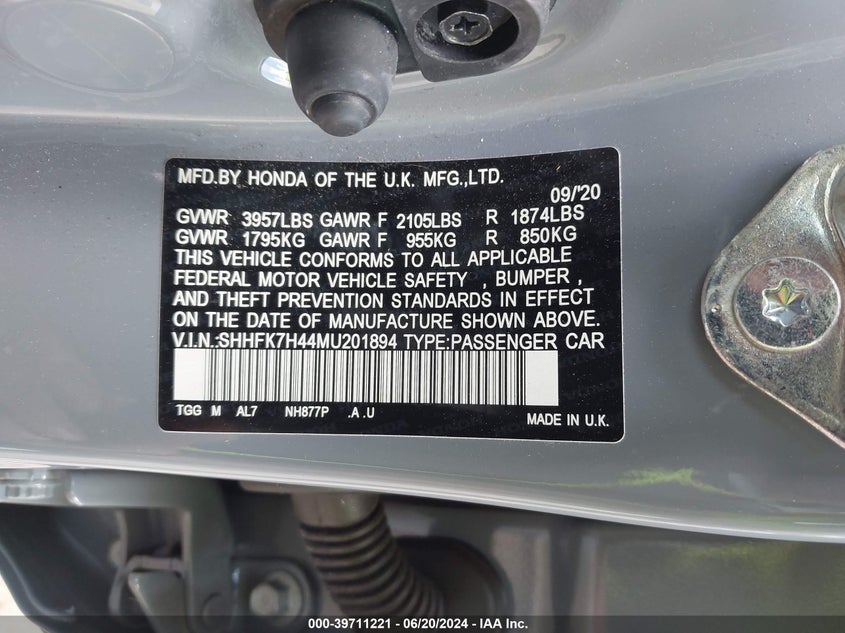 MFD.BY HONDA OF THE U.K. MFG.,LTD.
09/'20
GVWR 3957LBS GAWR F 2105LBS R 1874LBS
GVWR 1795KG GAWR F 955KG R 850KG
THIS VEHICLE CONFORMS TO ALL APPLICABLE
FEDERAL MOTOR VEHICLE SAFETY , BUMPER ,
AND THEFT PREVENTION STANDARDS IN EFFECT
ON THE DATE OF MANUFACTURE SHOWN ABOVE.
V.I.N.:SHHFK7H44MU201894 TYPE:PASSENGER CAR
TGG M AL7 NH877P .A .U
MADE IN U.K.
000-39711221 - 06/20/2024 - IAA Inc.